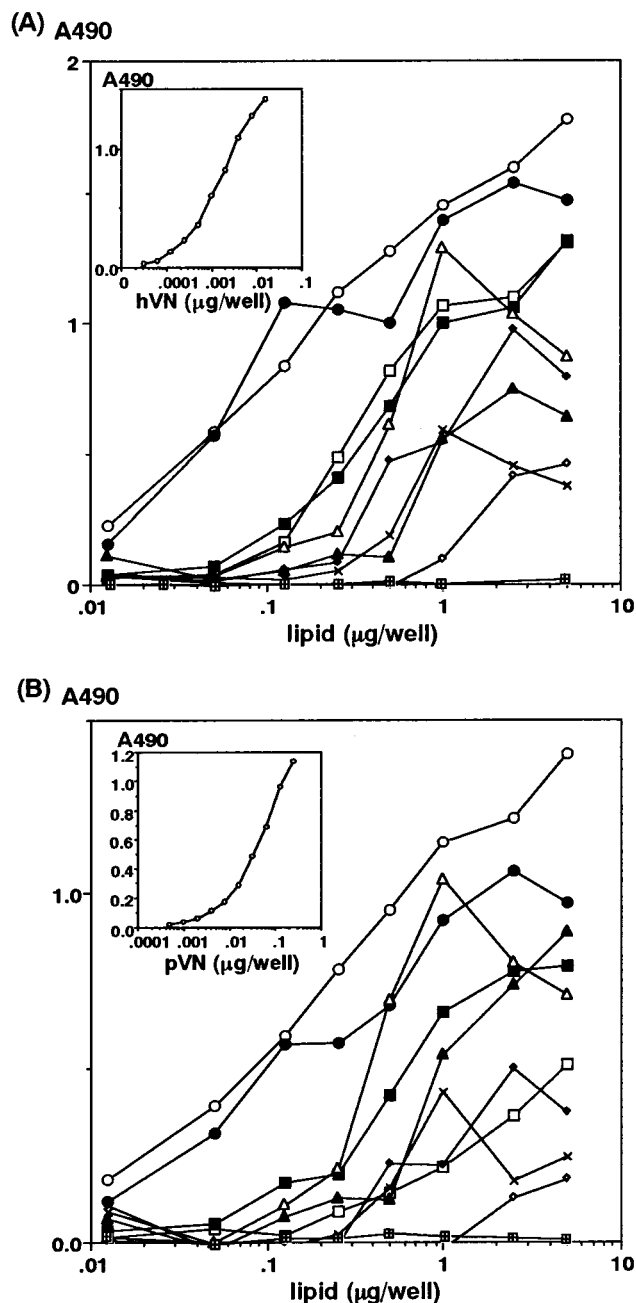 (A) A490
2
A490
1.0
0.0
0 .0001 .001 .01 .1
hVN (μg/well)
1
0
.01 .1 1 10
lipid (μg/well)
(B) A490
A490
1.2
1.0
0.8
0.6
0.4
0.2
0.0
.0001 .001 .01 .1 1
pVN (μg/well)
1.0
0.0
.01 .1 1 10
lipid (μg/well)